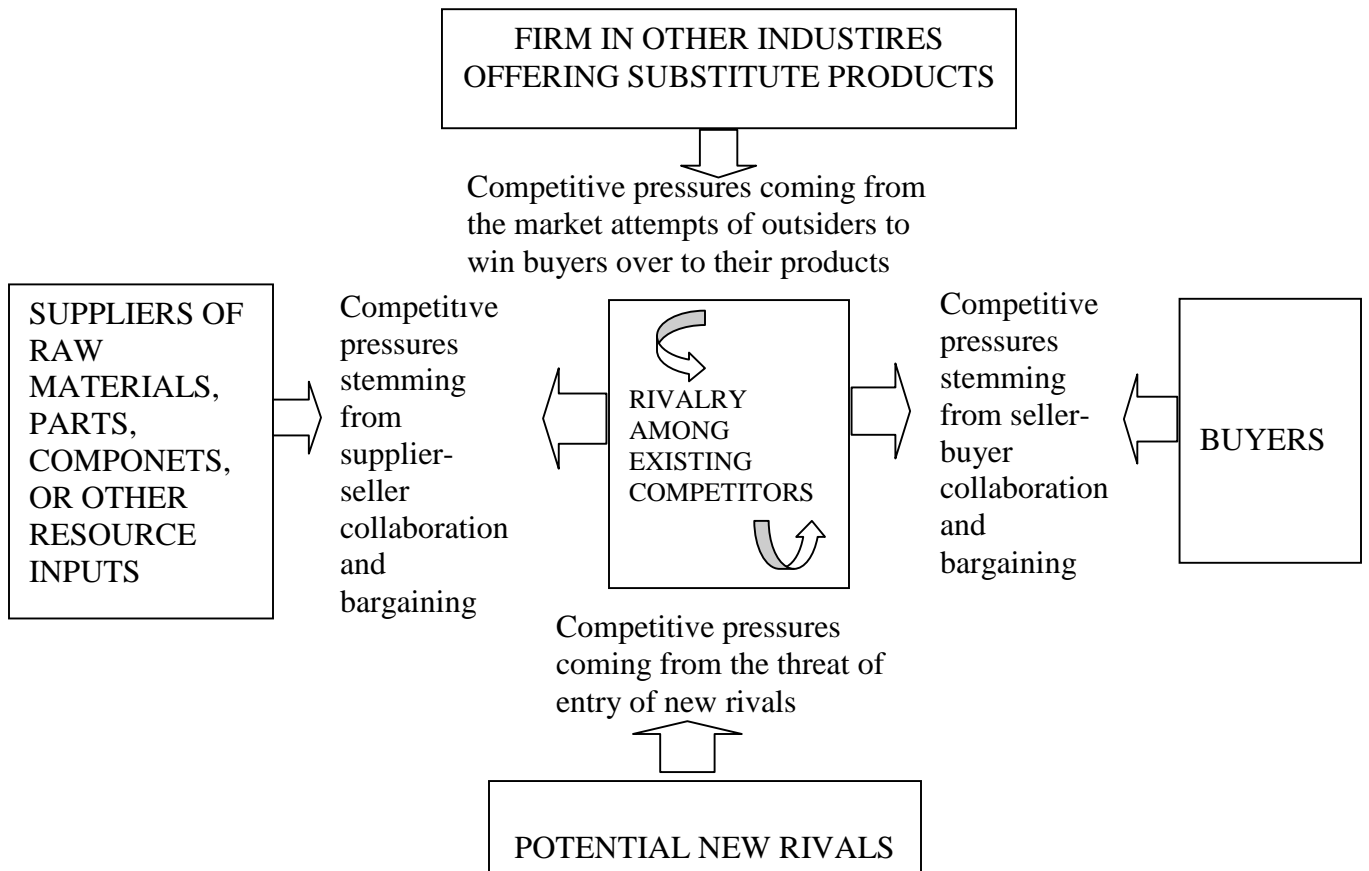 FIRM IN OTHER INDUSTIRES
OFFERING SUBSTITUTE PRODUCTS
Competitive pressures coming from
the market attempts of outsiders to
win buyers over to their products
SUPPLIERS OF
RAW
MATERIALS,
PARTS,
COMPONETS,
OR OTHER
RESOURCE
INPUTS
Competitive
pressures
stemming
from
supplier-
seller
collaboration
and
bargaining
RIVALRY
AMONG
EXISTING
COMPETITORS
Competitive
pressures
stemming
from seller-
buyer
collaboration
and
bargaining
BUYERS
Competitive pressures
coming from the threat of
entry of new rivals
POTENTIAL NEW RIVALS